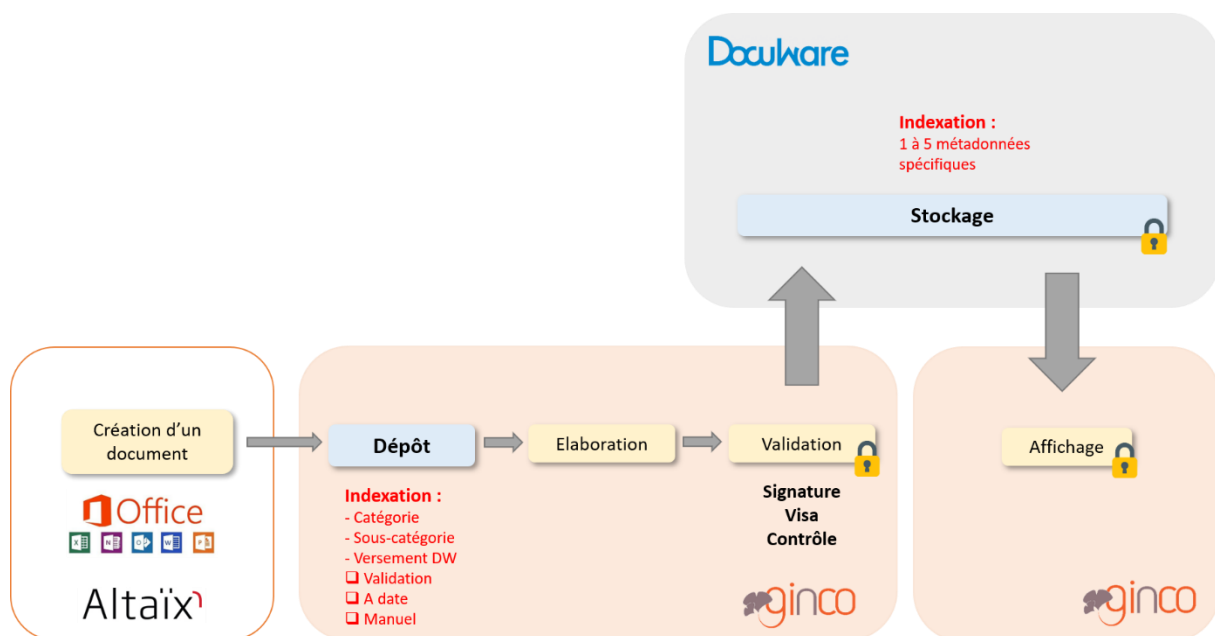 DocuWare
Indexation :
1 à 5 métadonnées
spécifiques
Stockage
Création d'un
document
Dépôt
Elaboration
Validation
Affichage
Office
Altaïx
Indexation :
- Catégorie
- Sous-catégorie
- Versement DW
❑ Validation
❑ A date
❑ Manuel
Signature
Visa
Contrôle
ginco
ginco